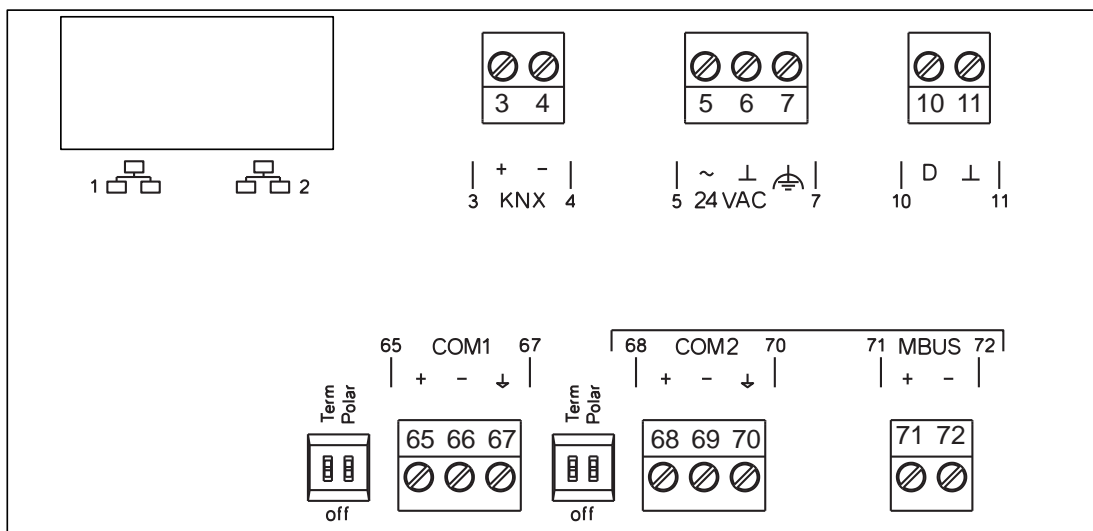 3 4
5 6 7
10 11
1
2
+ −
3 KNX 4
~ ⊥ ⏚
5 24 VAC 7
D ⊥
10 11
65 COM1 67
+ −
68 COM2 70
+ −
71 MBUS 72
+ −
Term
Polar
65 66 67
off
Term
Polar
68 69 70
off
71 72